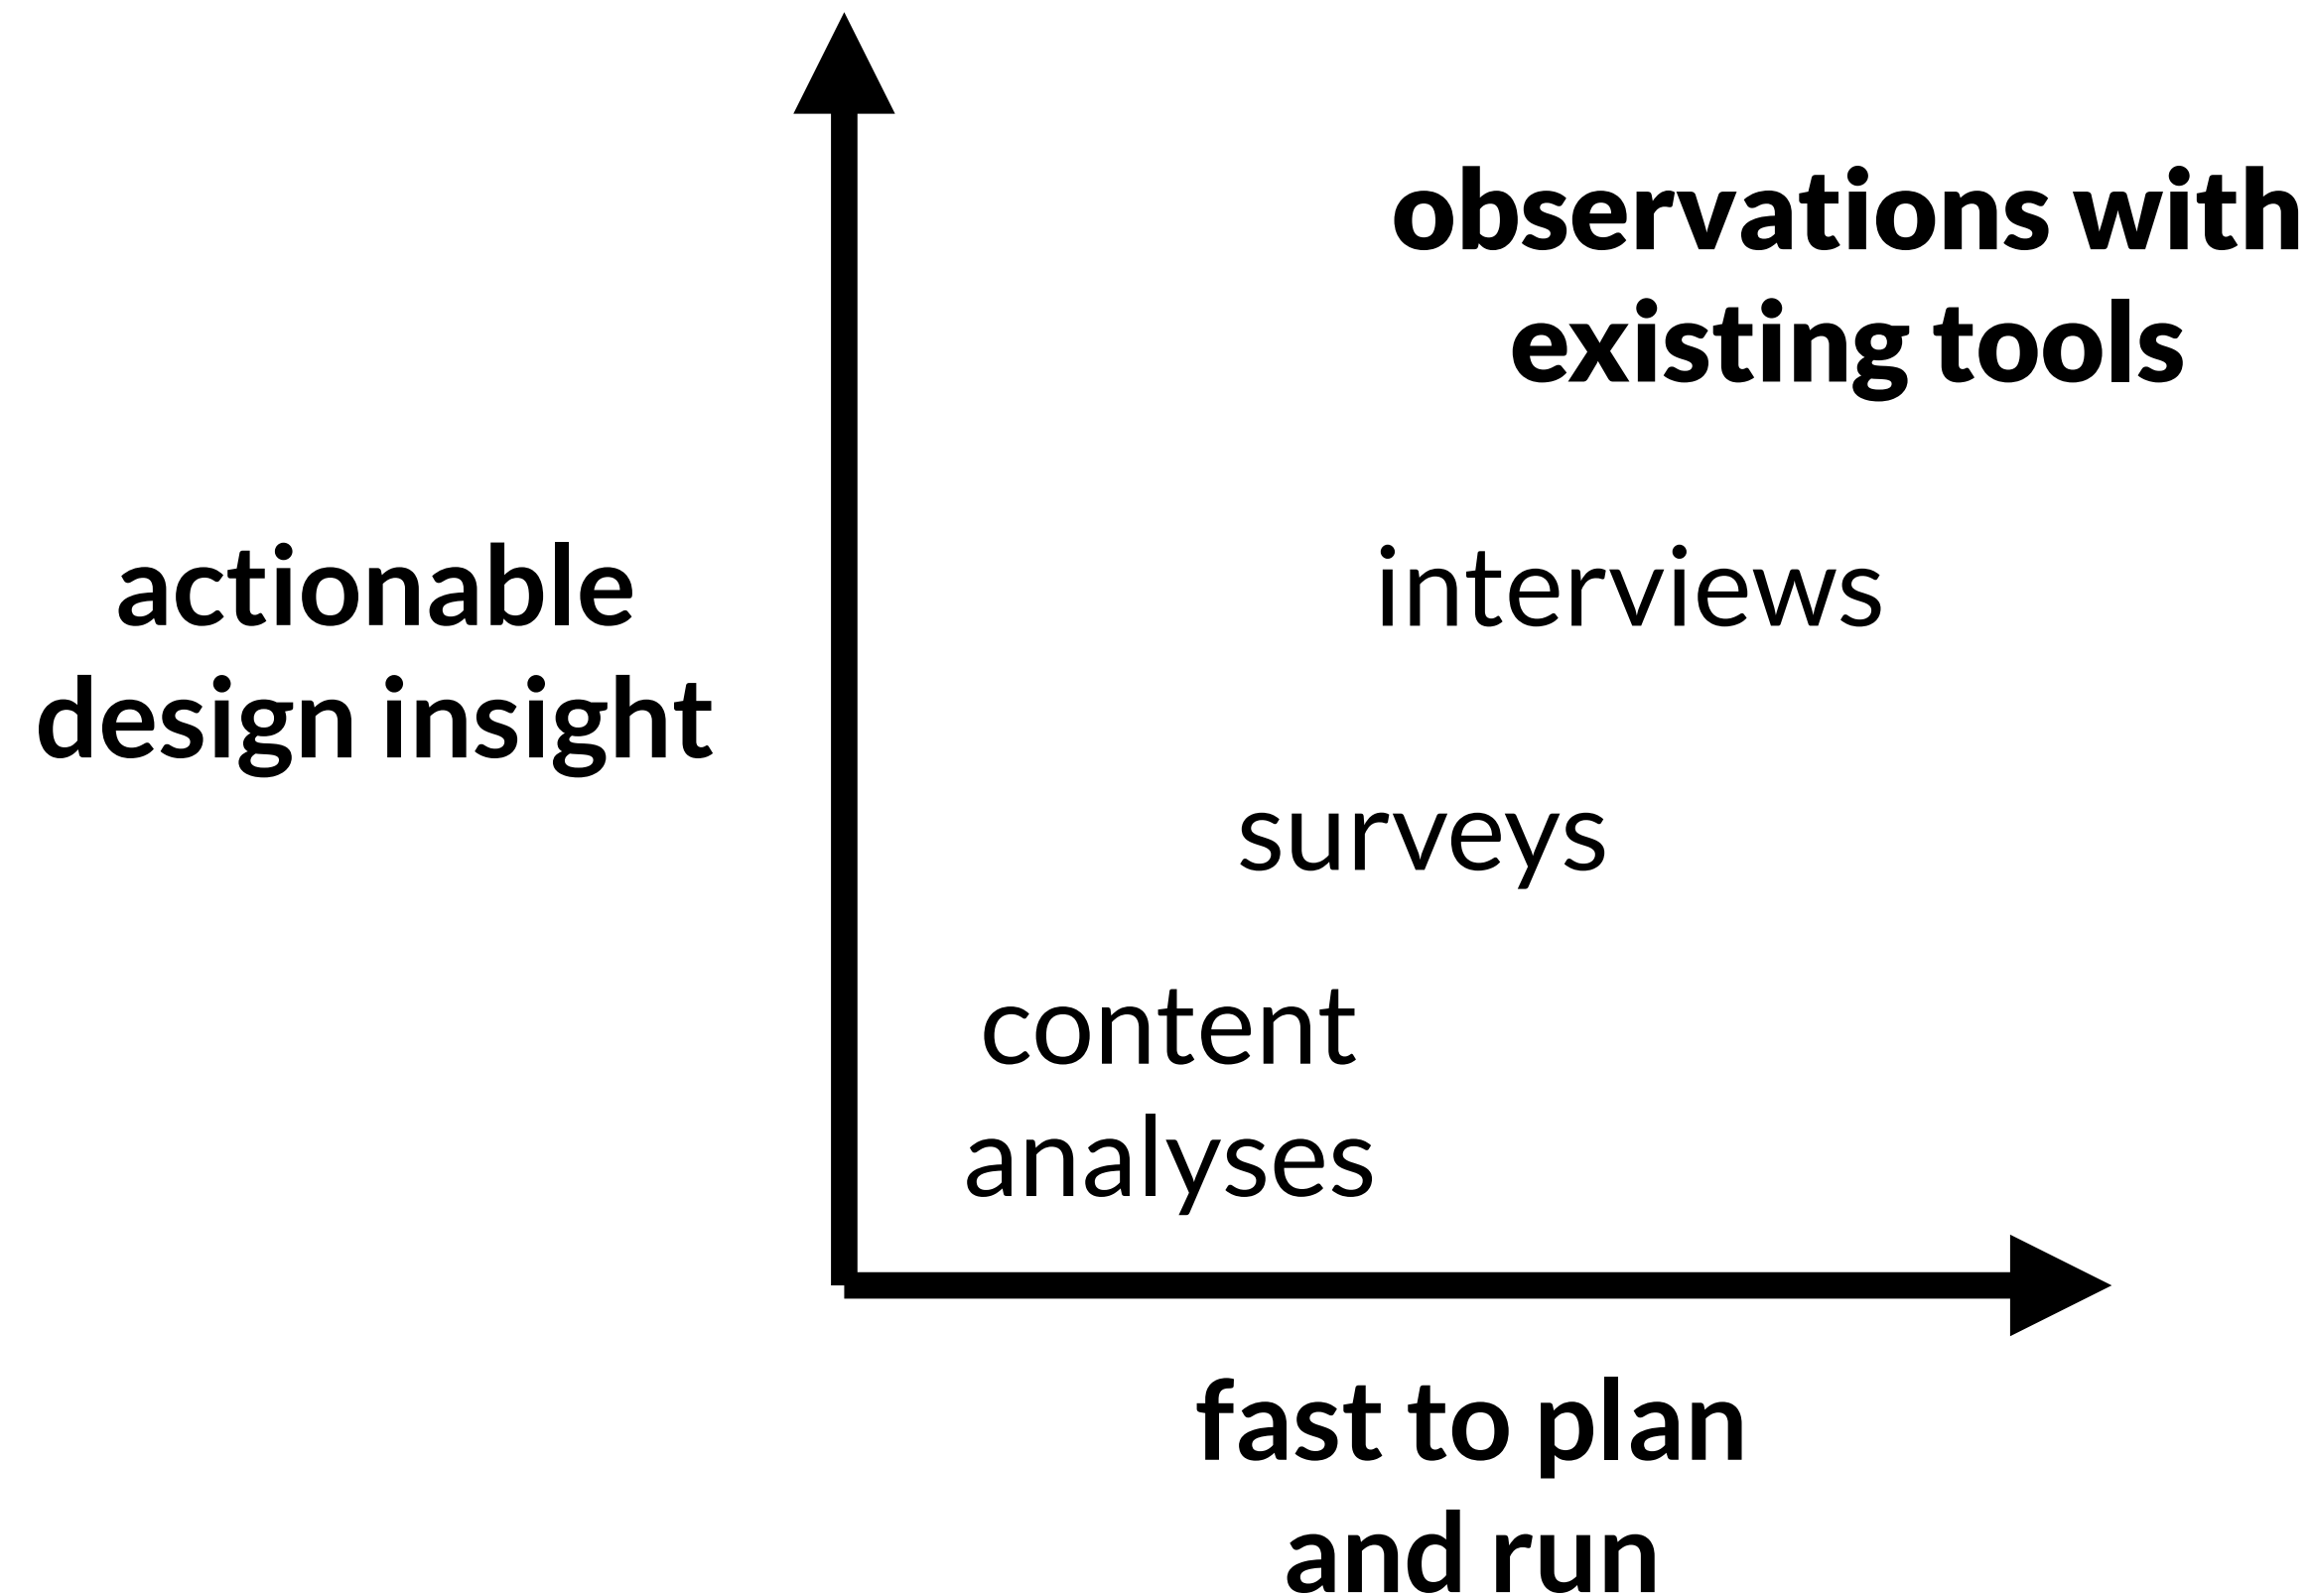 observations with
existing tools
actionable
design insight
interviews
surveys
content
analyses
fast to plan
and run